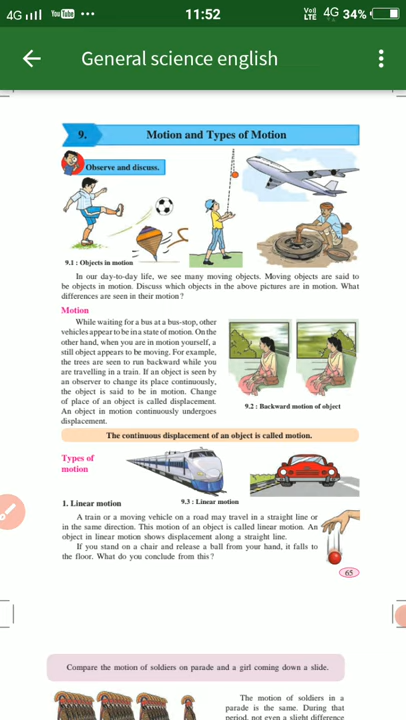 4G YouTube ••• 11:52 VoLTE 4G 34%
General science english
9. Motion and Types of Motion
Observe and discuss.
9.1 : Objects in motion
In our day-to-day life, we see many moving objects. Moving objects are said to
be objects in motion. Discuss which objects in the above pictures are in motion. What
differences are seen in their motion ?
Motion
While waiting for a bus at a bus-stop, other
vehicles appear to be in a state of motion. On the
other hand, when you are in motion yourself, a
still object appears to be moving. For example,
the trees are seen to run backward while you
are travelling in a train. If an object is seen by
an observer to change its place continuously,
the object is said to be in motion. Change
of place of an object is called displacement.
An object in motion continuously undergoes
displacement.
9.2 : Backward motion of object
The continuous displacement of an object is called motion.
Types of
motion
9.3 : Linear motion
1. Linear motion
A train or a moving vehicle on a road may travel in a straight line or
in the same direction. This motion of an object is called linear motion. An
object in linear motion shows displacement along a straight line.
If you stand on a chair and release a ball from your hand, it falls to
the floor. What do you conclude from this ?
65
Compare the motion of soldiers on parade and a girl coming down a slide.
The motion of soldiers in a
parade is the same. During that
period, not even a slight difference